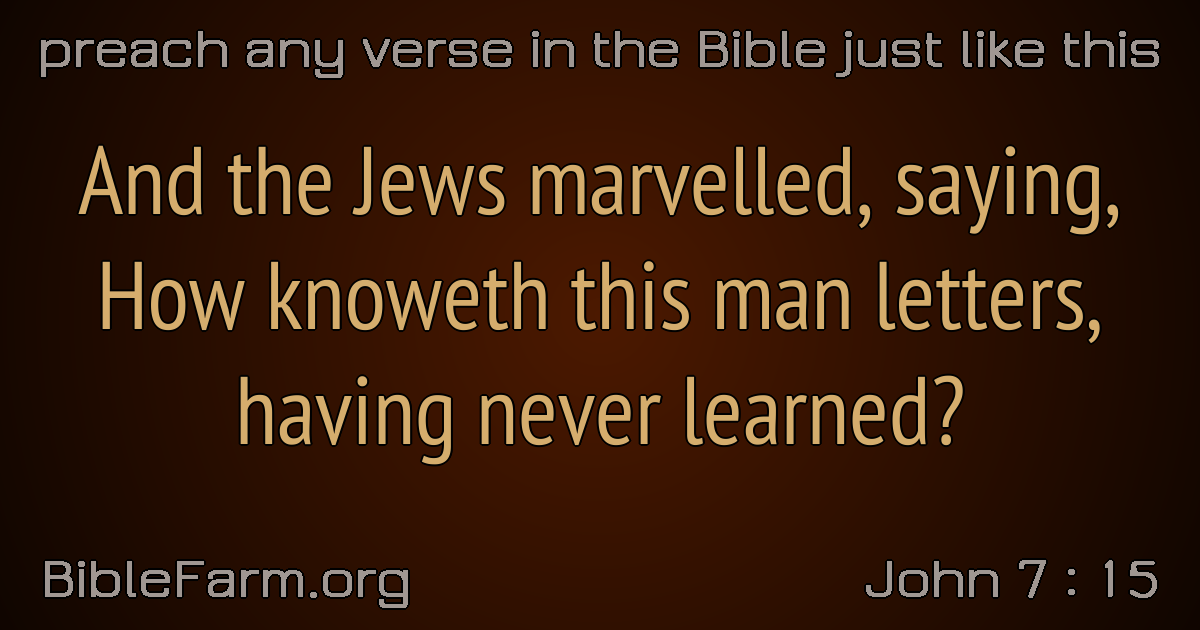 preach any verse in the Bible just like this
And the Jews marvelled, saying,
How knoweth this man letters,
having never learned?
BibleFarm.org
John 7 : 15